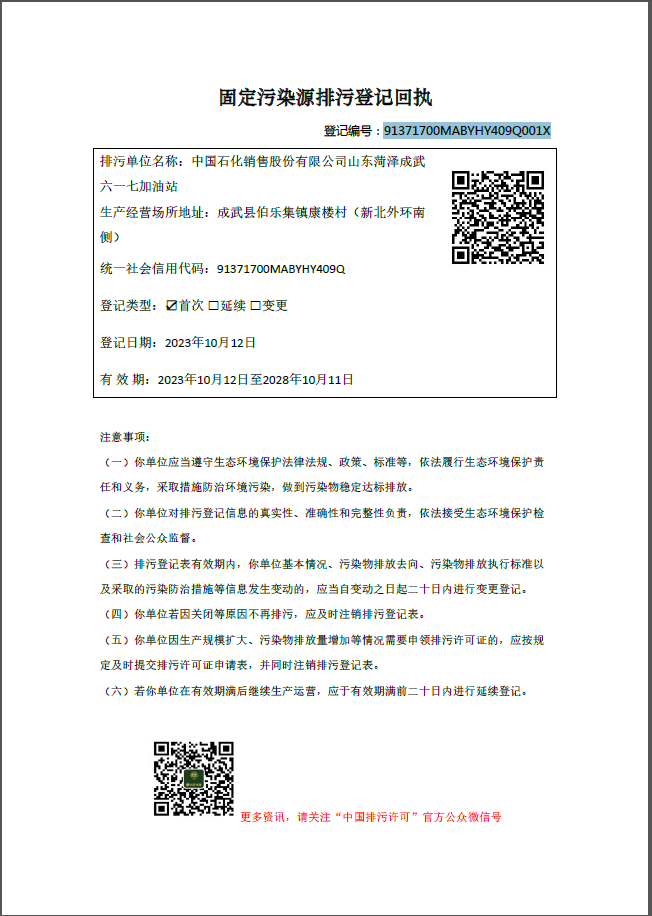 固定污染源排污登记回执
登记编号：91371700MABYHY409Q001X
排污单位名称：中国石化销售股份有限公司山东菏泽成武
六一七加油站
生产经营场所地址：成武县伯乐集镇康楼村（新北外环南
侧）
统一社会信用代码：91371700MABYHY409Q
登记类型：☑首次 □延续 □变更
登记日期：2023年10月12日
有 效 期：2023年10月12日至2028年10月11日
注意事项：
（一）你单位应当遵守生态环境保护法律法规、政策、标准等，依法履行生态环境保护责
任和义务，采取措施防治环境污染，做到污染物稳定达标排放。
（二）你单位对排污登记信息的真实性、准确性和完整性负责，依法接受生态环境保护检
查和社会公众监督。
（三）排污登记表有效期内，你单位基本情况、污染物排放去向、污染物排放执行标准以
及采取的污染防治措施等信息发生变动的，应当自变动之日起二十日内进行变更登记。
（四）你单位若因关闭等原因不再排污，应及时注销排污登记表。
（五）你单位因生产规模扩大、污染物排放量增加等情况需要申领排污许可证的，应按规
定及时提交排污许可证申请表，并同时注销排污登记表。
（六）若你单位在有效期满后继续生产运营，应于有效期满前二十日内进行延续登记。
更多资讯，请关注“中国排污许可”官方公众微信号